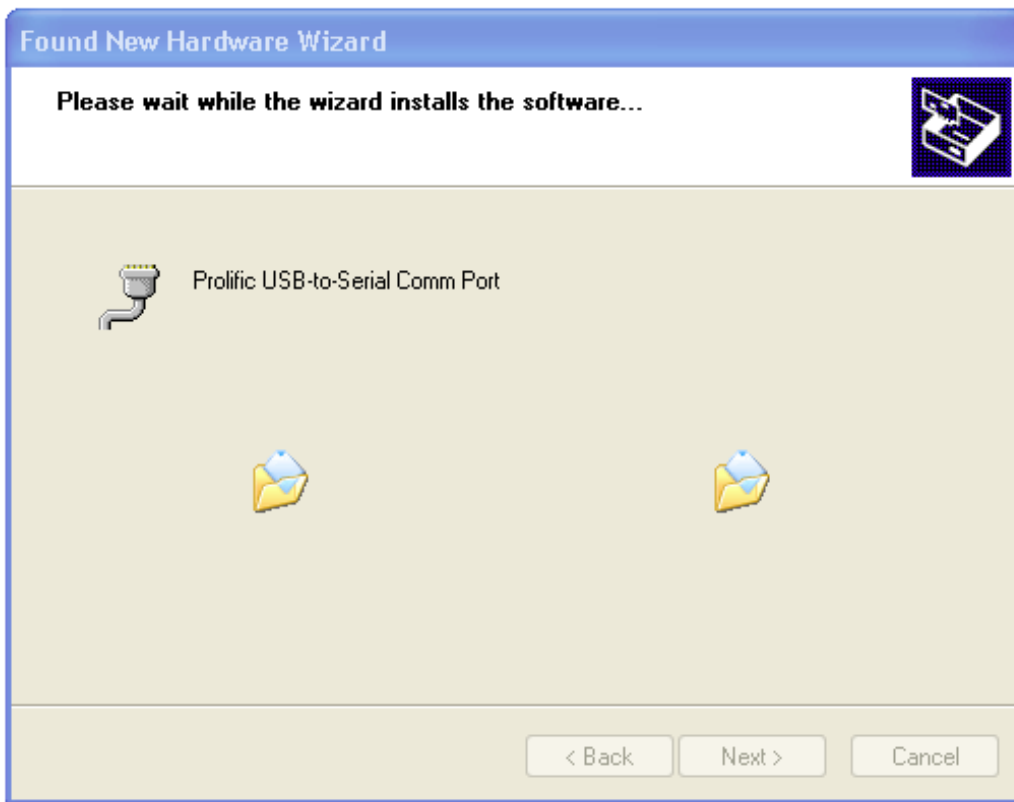 Found New Hardware Wizard
Please wait while the wizard installs the software...
Prolific USB-to-Serial Comm Port
< Back
Next >
Cancel